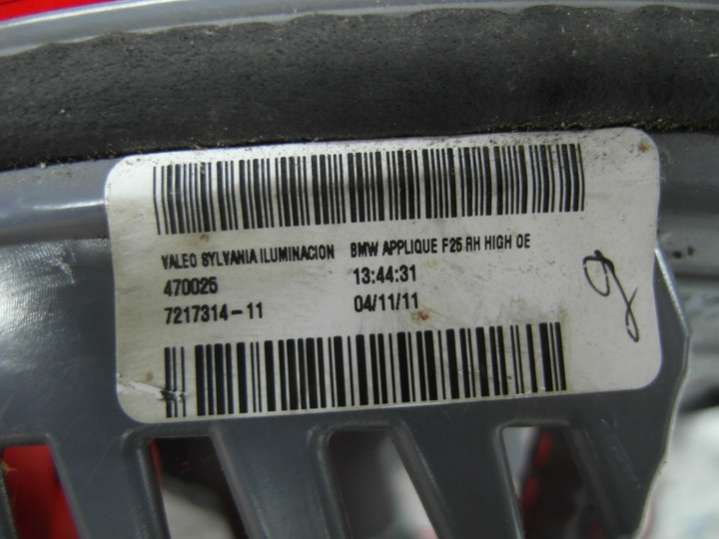 VALEO SYLVANIA ILUMINACION BMW APPLIQUE F25 RH HIGH OE
470025 13:44:31
7217314-11 04/11/11